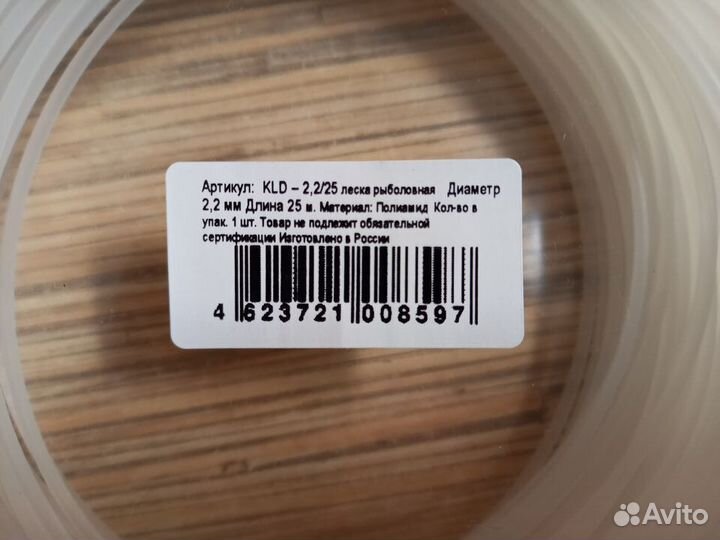 Артикул: KLD – 2,2/25 леска рыболовная Диаметр
2,2 мм Длина 25 м. Материал: Полиамид Кол-во в
упак. 1 шт. Товар не подлежит обязательной
сертификации Изготовлено в России
4 623721 008597
Avito